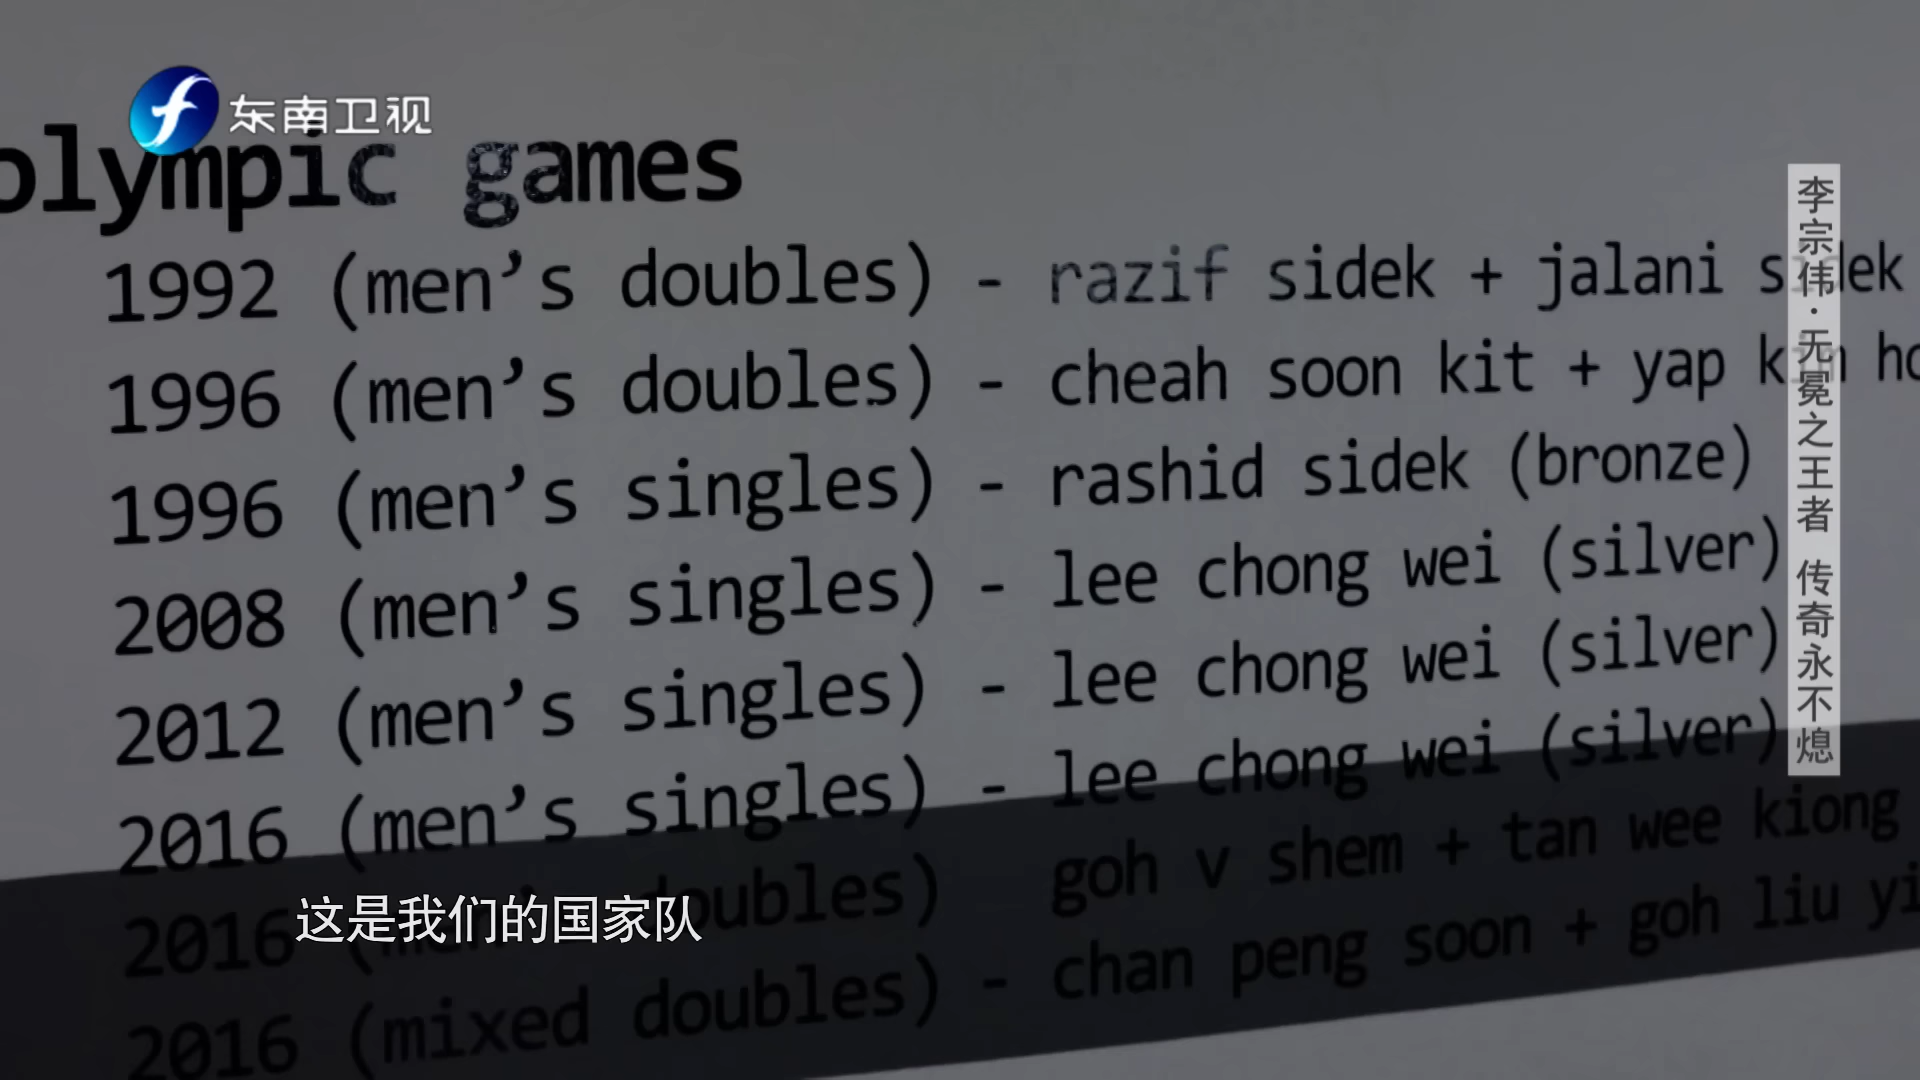 东南卫视
olympic games
1992 (men's doubles) - razif sidek + jalani sidek
1996 (men's doubles) - cheah soon kit + yap kim
1996 (men's singles) - rashid sidek (bronze)
2008 (men's singles) - lee chong wei (silver)
2012 (men's singles) - lee chong wei (silver)
2016 (men's singles) - lee chong wei (silver)
2016 (men's doubles) goh v shem + tan wee kiong
2016 (mixed doubles) - chan peng soon + goh liu
李宗伟·无冕之王者 传奇永不熄
这是我们的国家队